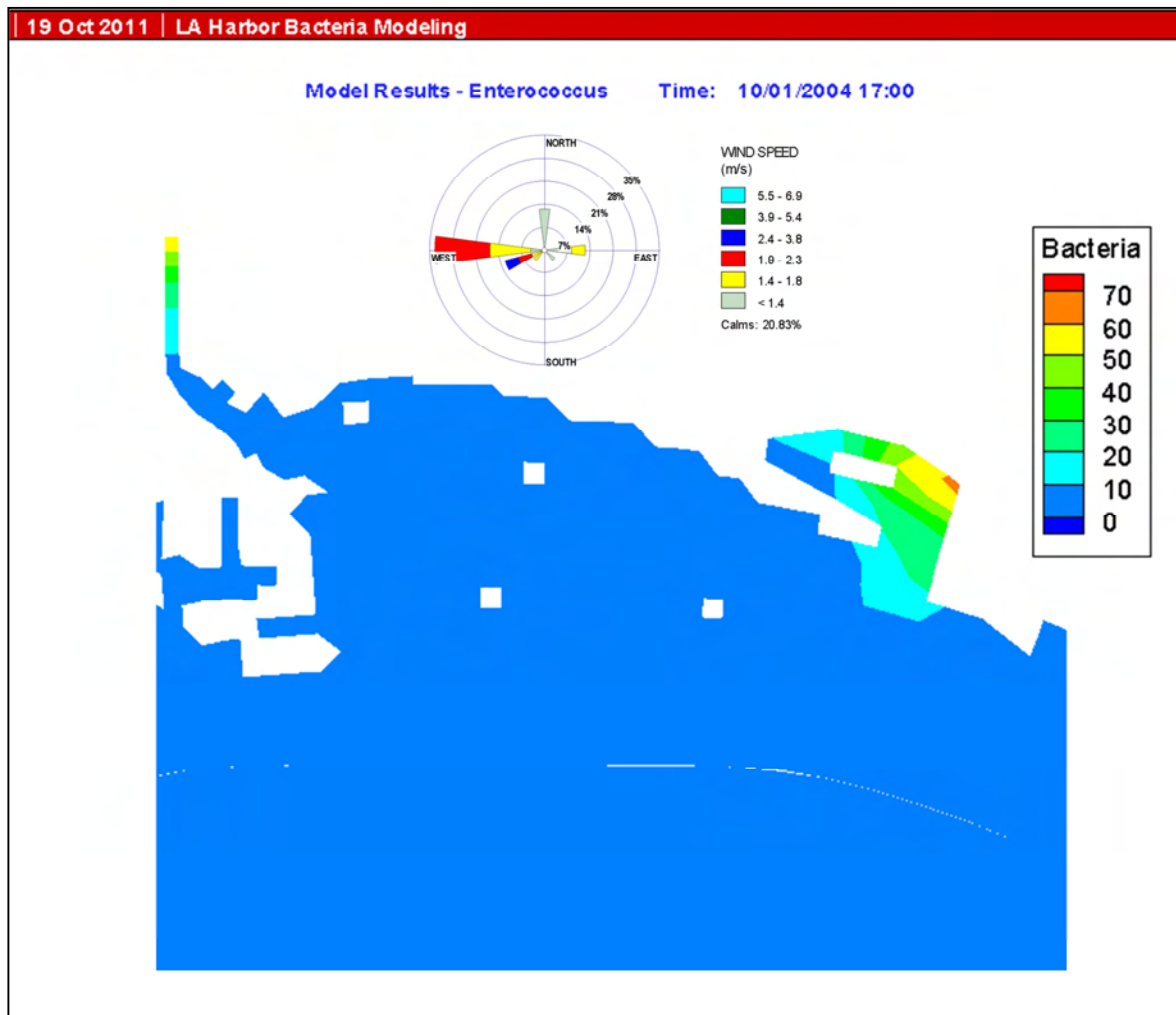 19 Oct 2011 LA Harbor Bacteria Modeling
Model Results - Enterococcus Time: 10/01/2004 17:00
NORTH
35%
28%
21%
14%
7%
WEST
EAST
SOUTH
WIND SPEED
(m/s)
5.5 - 6.9
3.9 - 5.4
2.4 - 3.8
1.9 - 2.3
1.4 - 1.8
< 1.4
Calms: 20.83%
Bacteria
70
60
50
40
30
20
10
0